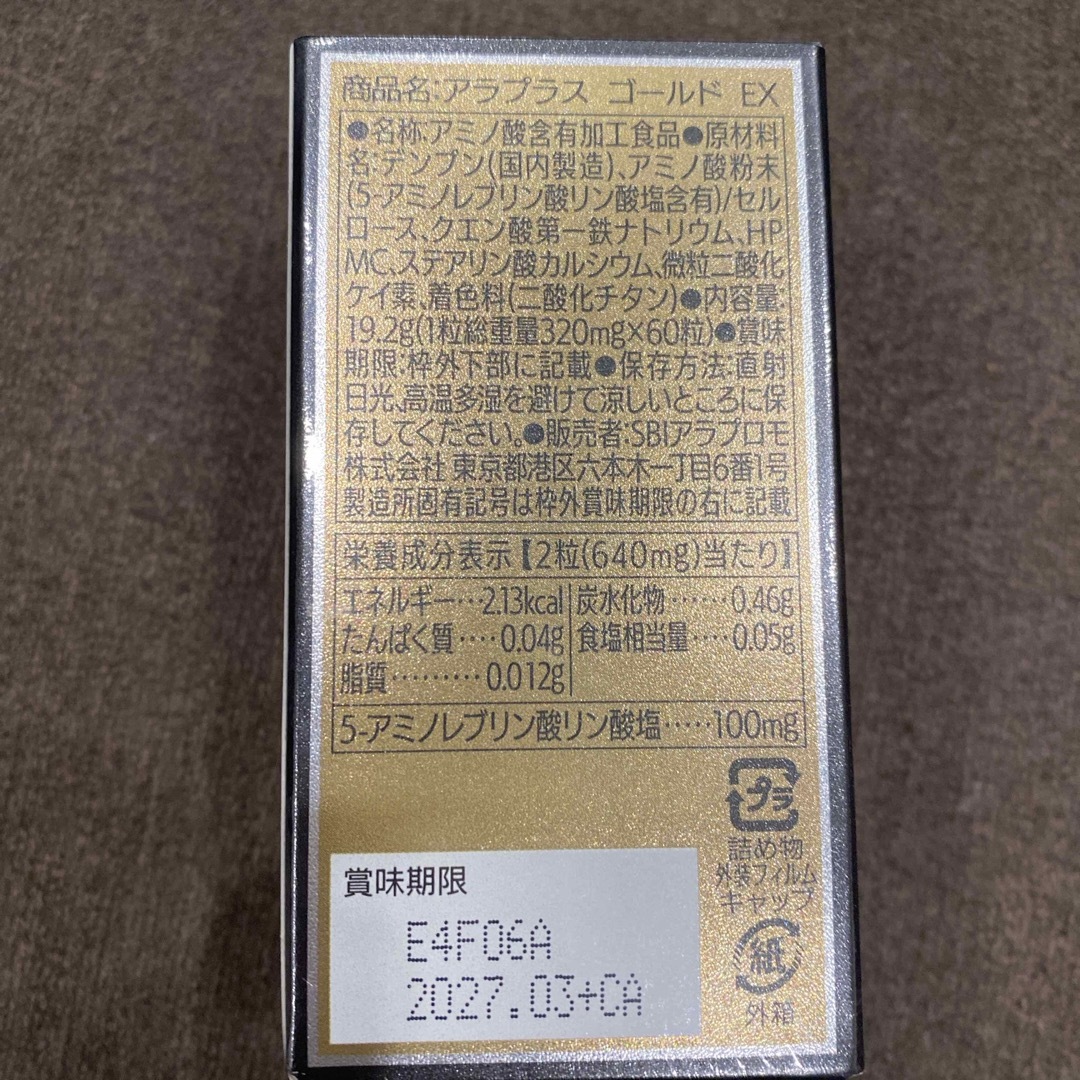 商品名:アラプラス ゴールド EX
●名称:アミノ酸含有加工食品●原材料
名:デンプン(国内製造)、アミノ酸粉末
(5-アミノレブリン酸リン酸塩含有)/セル
ロース、クエン酸第一鉄ナトリウム、HP
MC、ステアリン酸カルシウム、微粒二酸化
ケイ素、着色料(二酸化チタン)●内容量:
19.2g(1粒総重量320mg×60粒)●賞味
期限:枠外下部に記載●保存方法:直射
日光、高温多湿を避けて涼しいところに保
存してください。●販売者:SBIアラプロモ
株式会社 東京都港区六本木一丁目6番1号
製造所固有記号は枠外賞味期限の右に記載
栄養成分表示【2粒(640mg)当たり】
エネルギー…2.13kcal 炭水化物……0.46g
たんぱく質‥‥0.04g 食塩相当量‥‥0.05g
脂質………0.012g
5-アミノレブリン酸リン酸塩‥‥100mg
プラ
詰め物
外装フィルム
キャップ
紙
外箱
賞味期限
E4F06A
2027.03+CA